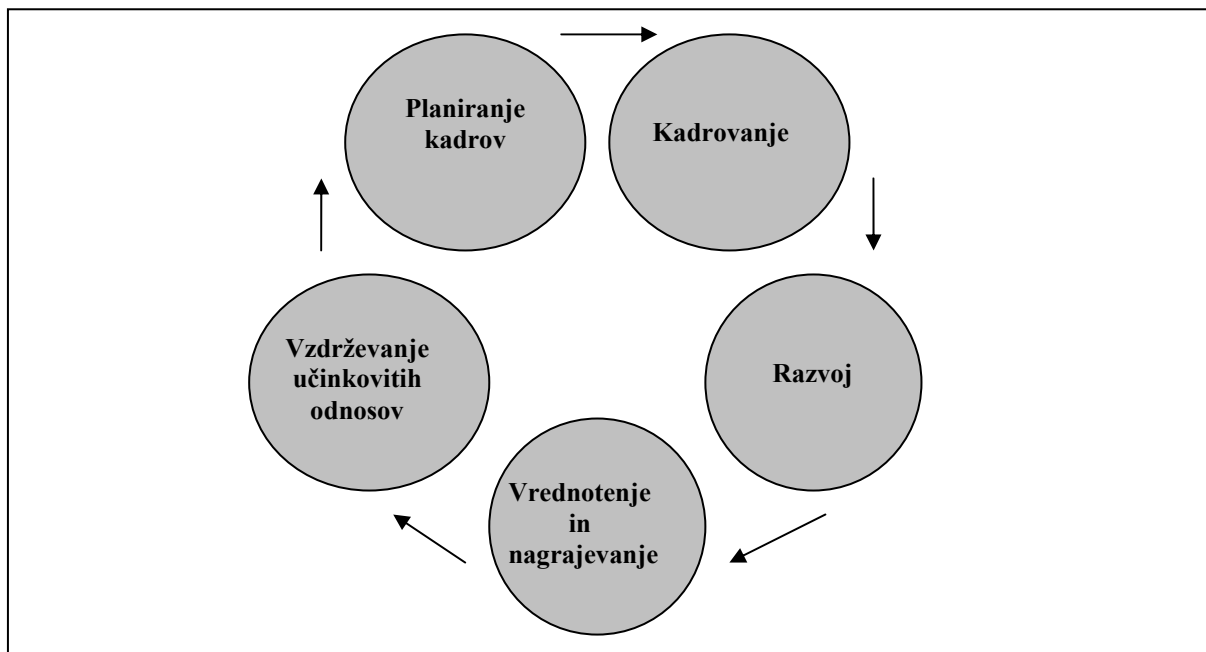 Planiranje
kadrov
Kadrovanje
Razvoj
Vrednotenje
in
nagrajevanje
Vzdrževanje
učinkovitih
odnosov